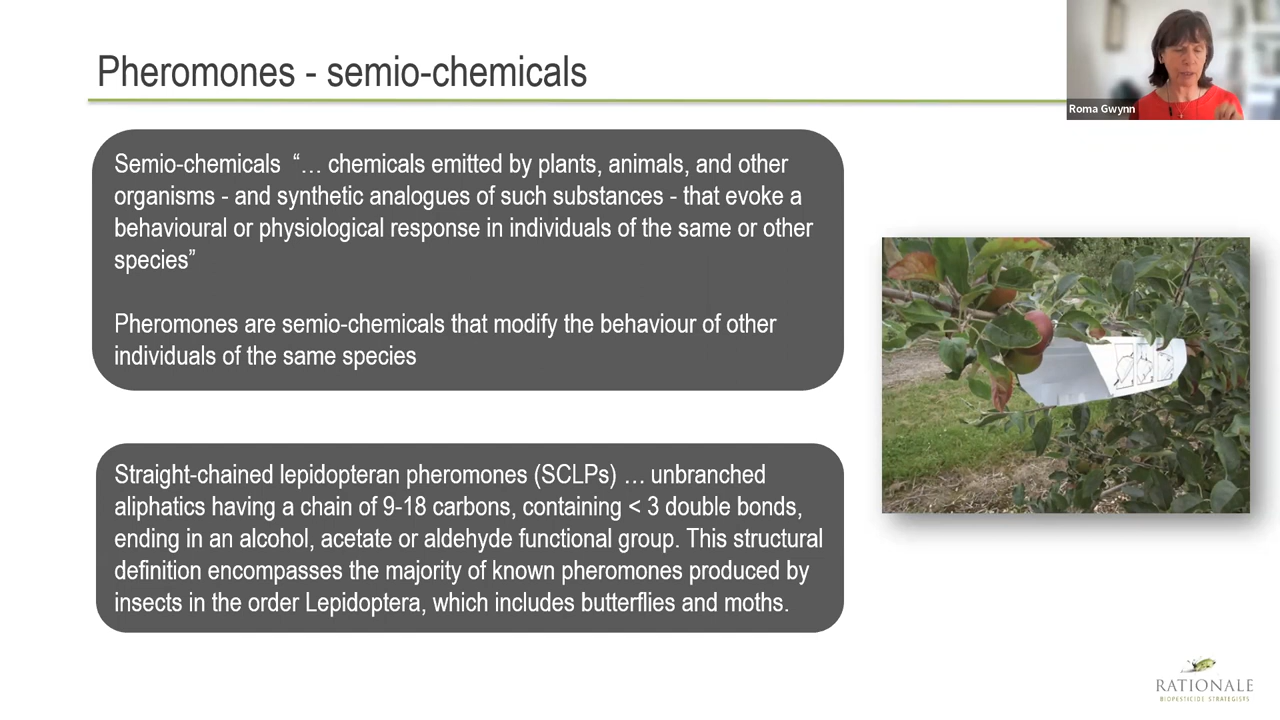 Pheromones - semio-chemicals
Roma Gwynn
Semio-chemicals “… chemicals emitted by plants, animals, and other
organisms - and synthetic analogues of such substances - that evoke a
behavioural or physiological response in individuals of the same or other
species”
Pheromones are semio-chemicals that modify the behaviour of other
individuals of the same species
Straight-chained lepidopteran pheromones (SCLPs) … unbranched
aliphatics having a chain of 9-18 carbons, containing < 3 double bonds,
ending in an alcohol, acetate or aldehyde functional group. This structural
definition encompasses the majority of known pheromones produced by
insects in the order Lepidoptera, which includes butterflies and moths.
RATIONALE
BIOPESTICIDE STRATEGISTS